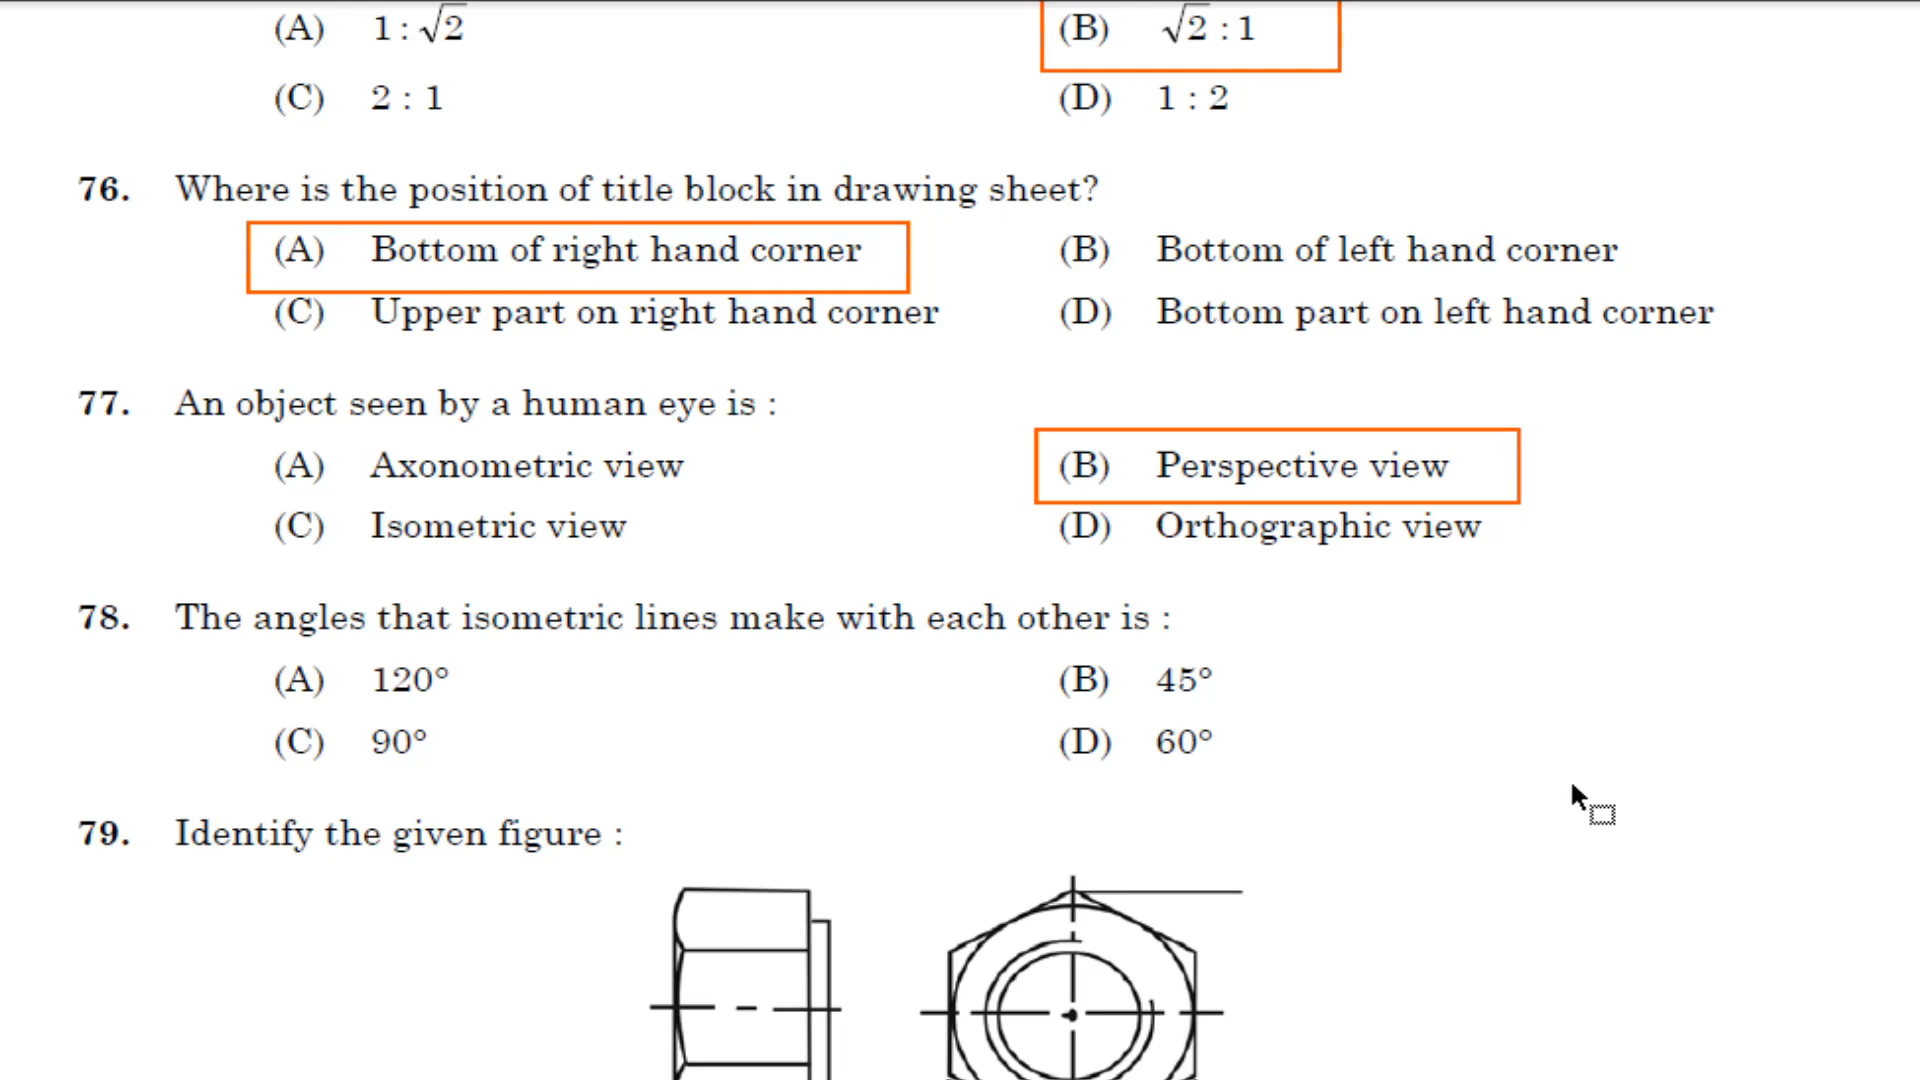 (A) 1 : √2 (B) √2 : 1
(C) 2 : 1 (D) 1 : 2
76. Where is the position of title block in drawing sheet?
(A) Bottom of right hand corner (B) Bottom of left hand corner
(C) Upper part on right hand corner (D) Bottom part on left hand corner
77. An object seen by a human eye is :
(A) Axonometric view (B) Perspective view
(C) Isometric view (D) Orthographic view
78. The angles that isometric lines make with each other is :
(A) 120° (B) 45°
(C) 90° (D) 60°
79. Identify the given figure :